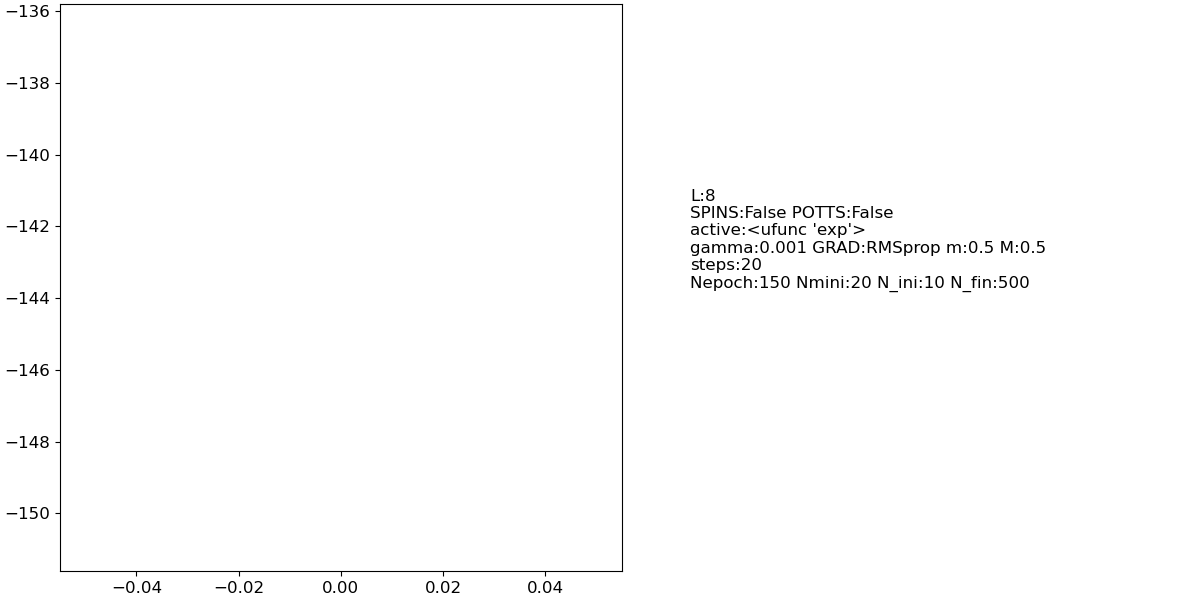 −136
−138
−140
−142
−144
−146
−148
−150
−0.04 −0.02 0.00 0.02 0.04
L:8
SPINS:False POTTS:False
active:<ufunc 'exp'>
gamma:0.001 GRAD:RMSprop m:0.5 M:0.5
steps:20
Nepoch:150 Nmini:20 N_ini:10 N_fin:500